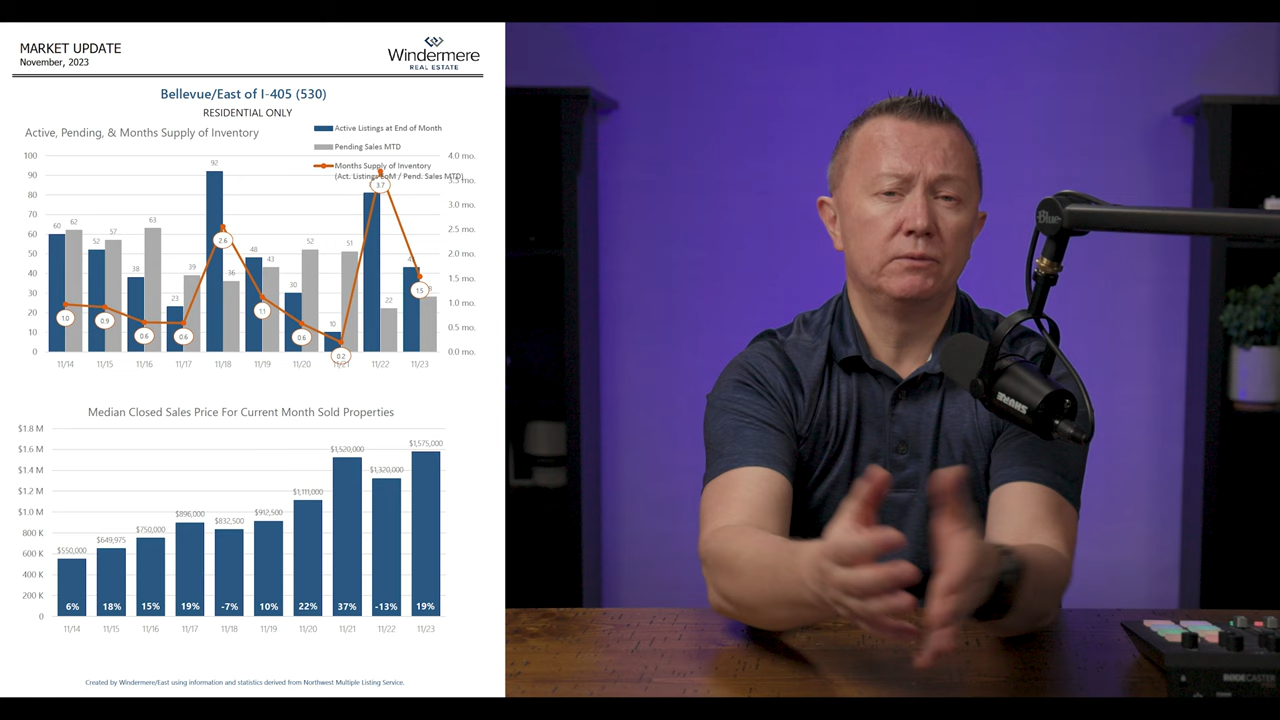 MARKET UPDATE
November, 2023
Windermere
REAL ESTATE
Bellevue/East of I-405 (530)
RESIDENTIAL ONLY
Active, Pending, & Months Supply of Inventory
Active Listings at End of Month
Pending Sales MTD
Months Supply of Inventory
(Act. Listings EoM / Pend. Sales MTD)
100
90
80
70
60
50
40
30
20
10
0
4.0 mo.
3.5 mo.
3.0 mo.
2.5 mo.
2.0 mo.
1.5 mo.
1.0 mo.
0.5 mo.
0.0 mo.
60 62 52 57 38 63 23 39 92 36 48 43 30 52 10 51 22
1.0 0.9 0.6 0.6 2.6 1.1 0.6 0.2 3.7 1.5
11/14 11/15 11/16 11/17 11/18 11/19 11/20 11/21 11/22 11/23
Median Closed Sales Price For Current Month Sold Properties
$1.8 M
$1.6 M
$1.4 M
$1.2 M
$1.0 M
800 K
600 K
400 K
200 K
0
$550,000 $649,975 $750,000 $896,000 $832,500 $912,500 $1,111,000 $1,520,000 $1,320,000 $1,575,000
6% 18% 15% 19% -7% 10% 22% 37% -13% 19%
11/14 11/15 11/16 11/17 11/18 11/19 11/20 11/21 11/22 11/23
Created by Windermere/East using information and statistics derived from Northwest Multiple Listing Service.
Blue
SHURE
RODECASTER